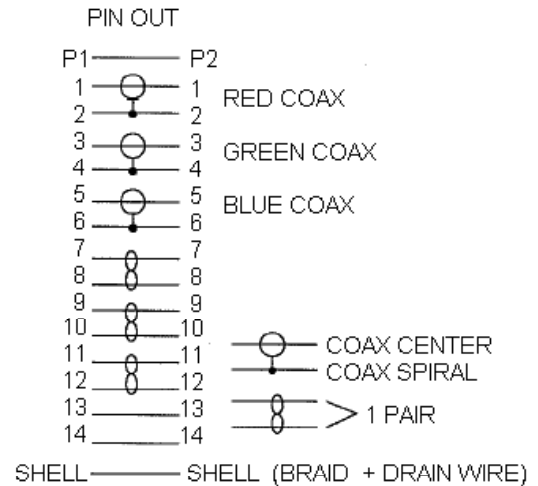 PIN OUT
P1 P2
1 1
2 2
RED COAX
3 3
4 4
GREEN COAX
5 5
6 6
BLUE COAX
7 7
8 8
9 9
10 10
11 11
12 12
13 13
14 14
COAX CENTER
COAX SPIRAL
1 PAIR
SHELL SHELL (BRAID + DRAIN WIRE)